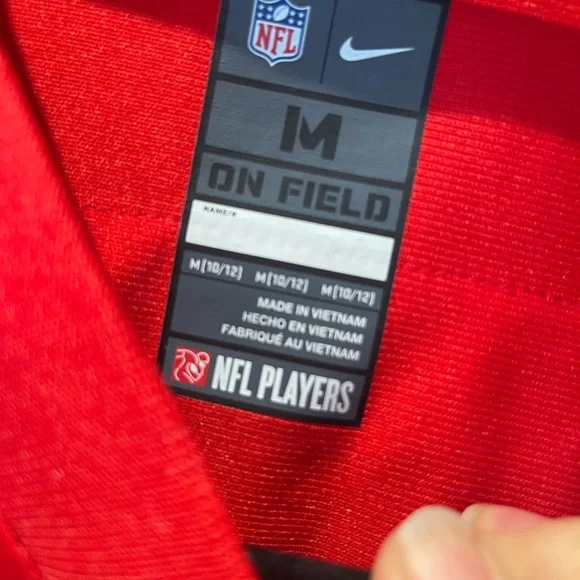 NFL
M
ON FIELD
NAME/#
M[10/12] M[10/12] M[10/12]
MADE IN VIETNAM
HECHO EN VIETNAM
FABRIQUÉ AU VIETNAM
NFL PLAYERS